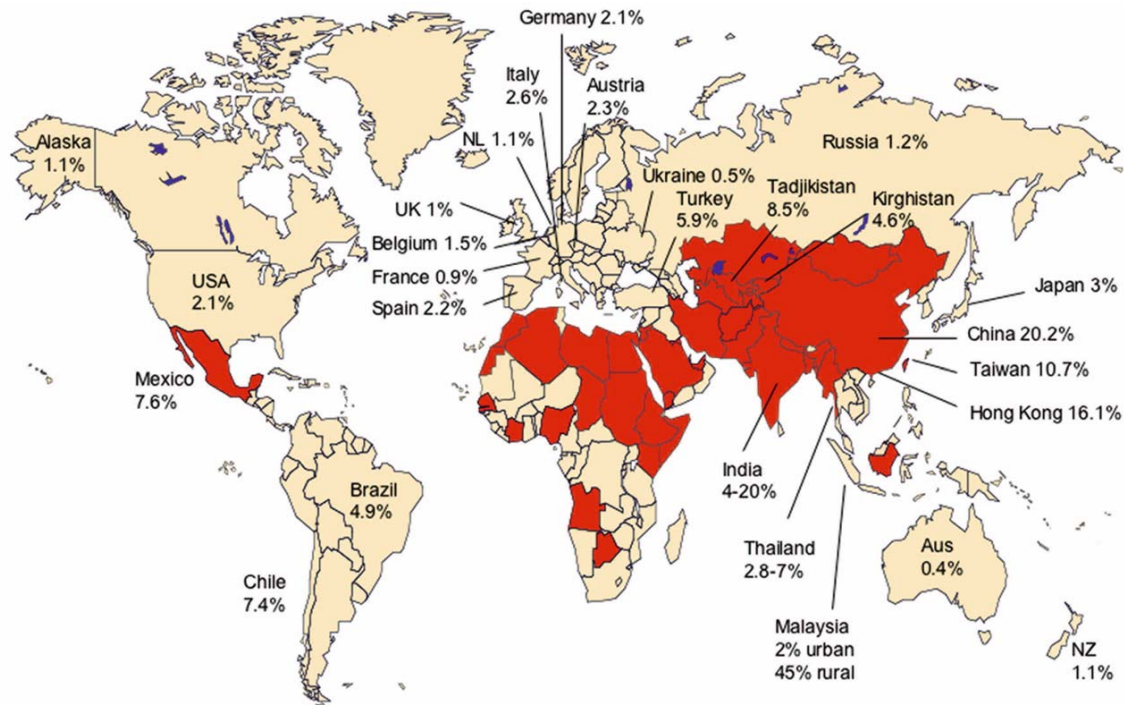 Germany 2.1%
Italy
2.6%
Austria
2.3%
NL 1.1%
Alaska
1.1%
Russia 1.2%
Ukraine 0.5%
Turkey
5.9%
Tadjikistan
8.5%
Kirghistan
4.6%
UK 1%
Belgium 1.5%
France 0.9%
Spain 2.2%
USA
2.1%
Japan 3%
China 20.2%
Taiwan 10.7%
Hong Kong 16.1%
Mexico
7.6%
India
4-20%
Brazil
4.9%
Thailand
2.8-7%
Aus
0.4%
Chile
7.4%
Malaysia
2% urban
45% rural
NZ
1.1%